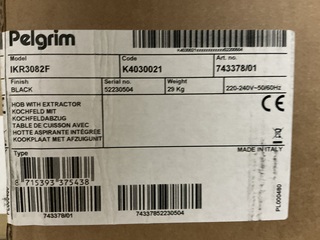 Pelgrim
Model
IKR3082F
Code
K4030021
Art. no.
743378/01
Finish
BLACK
Serial no.
52230504
Weight
29 Kg
220-240V~50/60Hz
HOB WITH EXTRACTOR
KOCHFELD MIT
KOCHFELDABZUG
TABLE DE CUISSON AVEC
HOTTE ASPIRANTE INTÉGRÉE
KOOKPLAAT MET AFZUIGUNIT
CE
Type
MADE IN ITALY
8 715393 375438
743378/01
74337852230504
PL000480